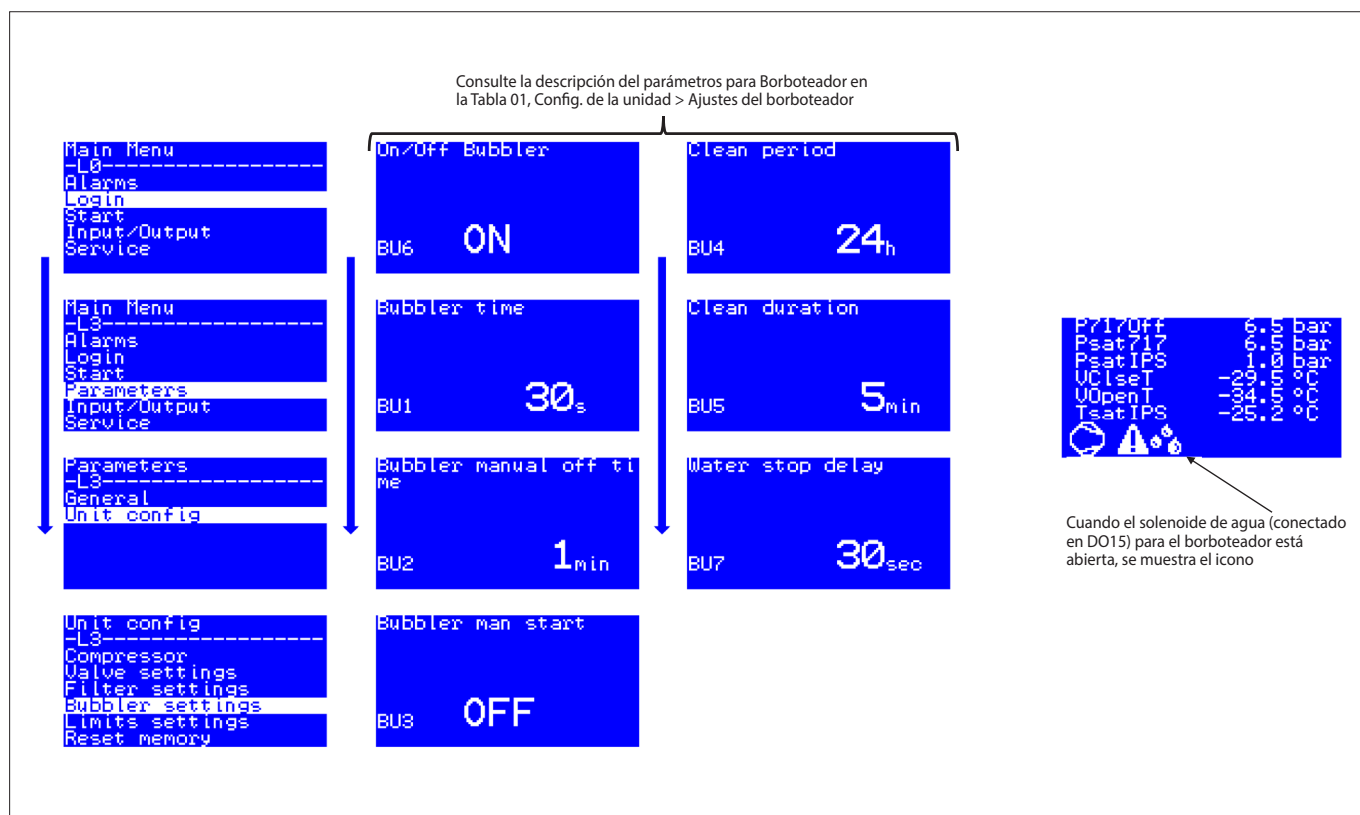 Consulte la descripción del parámetros para Borboteador en
la Tabla 01, Config. de la unidad > Ajustes del borboteador
Main Menu
-L0-------------------
Alarms
Login
Start
Input/Output
Service
Main Menu
-L3-------------------
Alarms
Login
Start
Parameters
Input/Output
Service
Parameters
-L3-------------------
General
Unit config
Unit config
-L3-------------------
Compressor
Valve settings
Filter settings
Bubbler settings
Limits settings
Reset memory
On/Off Bubbler
BU6 ON
Bubbler time
BU1 30s
Bubbler manual off ti
me
BU2 1min
Bubbler man start
BU3 OFF
Clean period
BU4 24h
Clean duration
BU5 5min
Water stop delay
BU7 30sec
P717Off 6.5 bar
Psat717 6.5 bar
PsatIPS 1.0 bar
VClseT -29.5 °C
VOpenT -34.5 °C
TsatIPS -25.2 °C
Cuando el solenoide de agua (conectado
en DO15) para el borboteador está
abierta, se muestra el icono